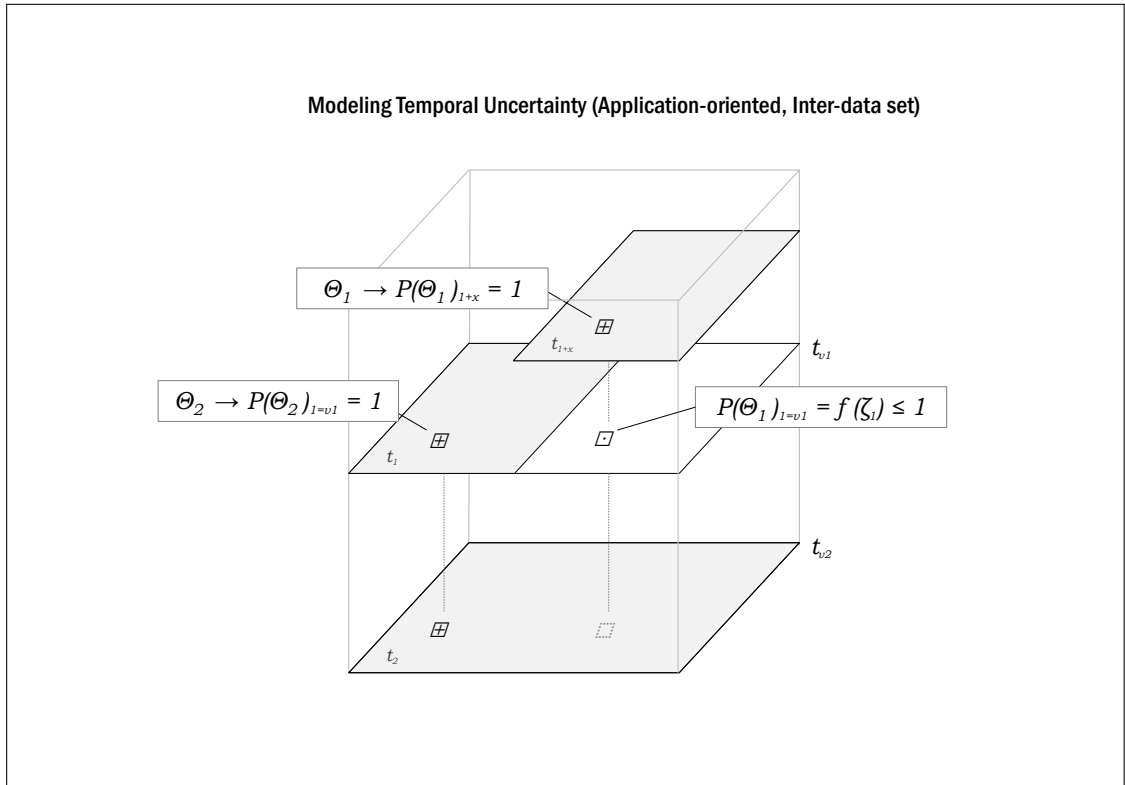 Modeling Temporal Uncertainty (Application-oriented, Inter-data set)
Θ₁ → P(Θ₁)₁₊ₓ = 1
t₁₊ₓ
tᵥ₁
Θ₂ → P(Θ₂)₁₌ᵥ₁ = 1
P(Θ₁)₁₌ᵥ₁ = f(ζ₁) ≤ 1
t₁
tᵥ₂
t₂